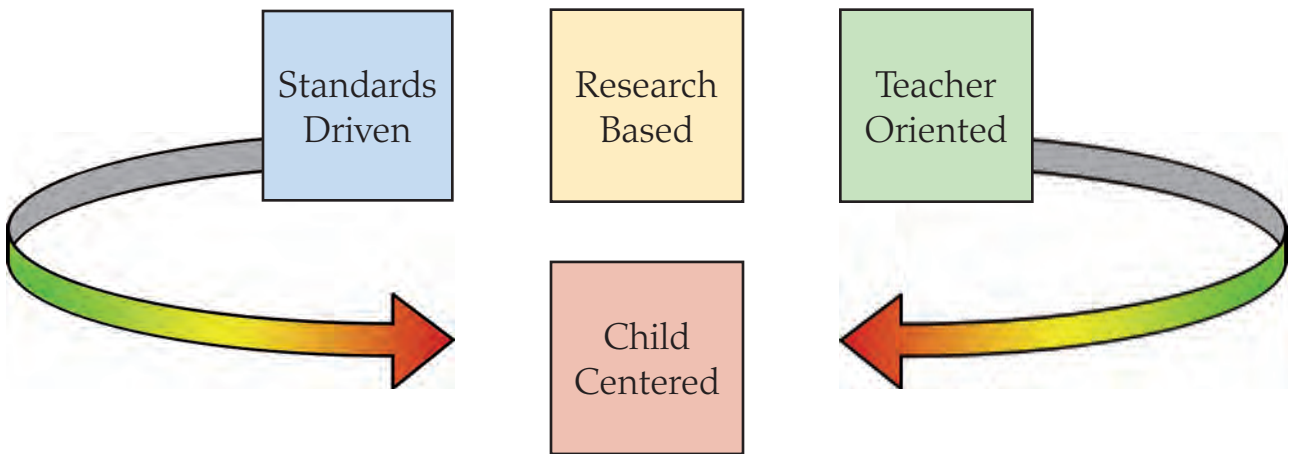 Standards
Driven
Research
Based
Teacher
Oriented
Child
Centered